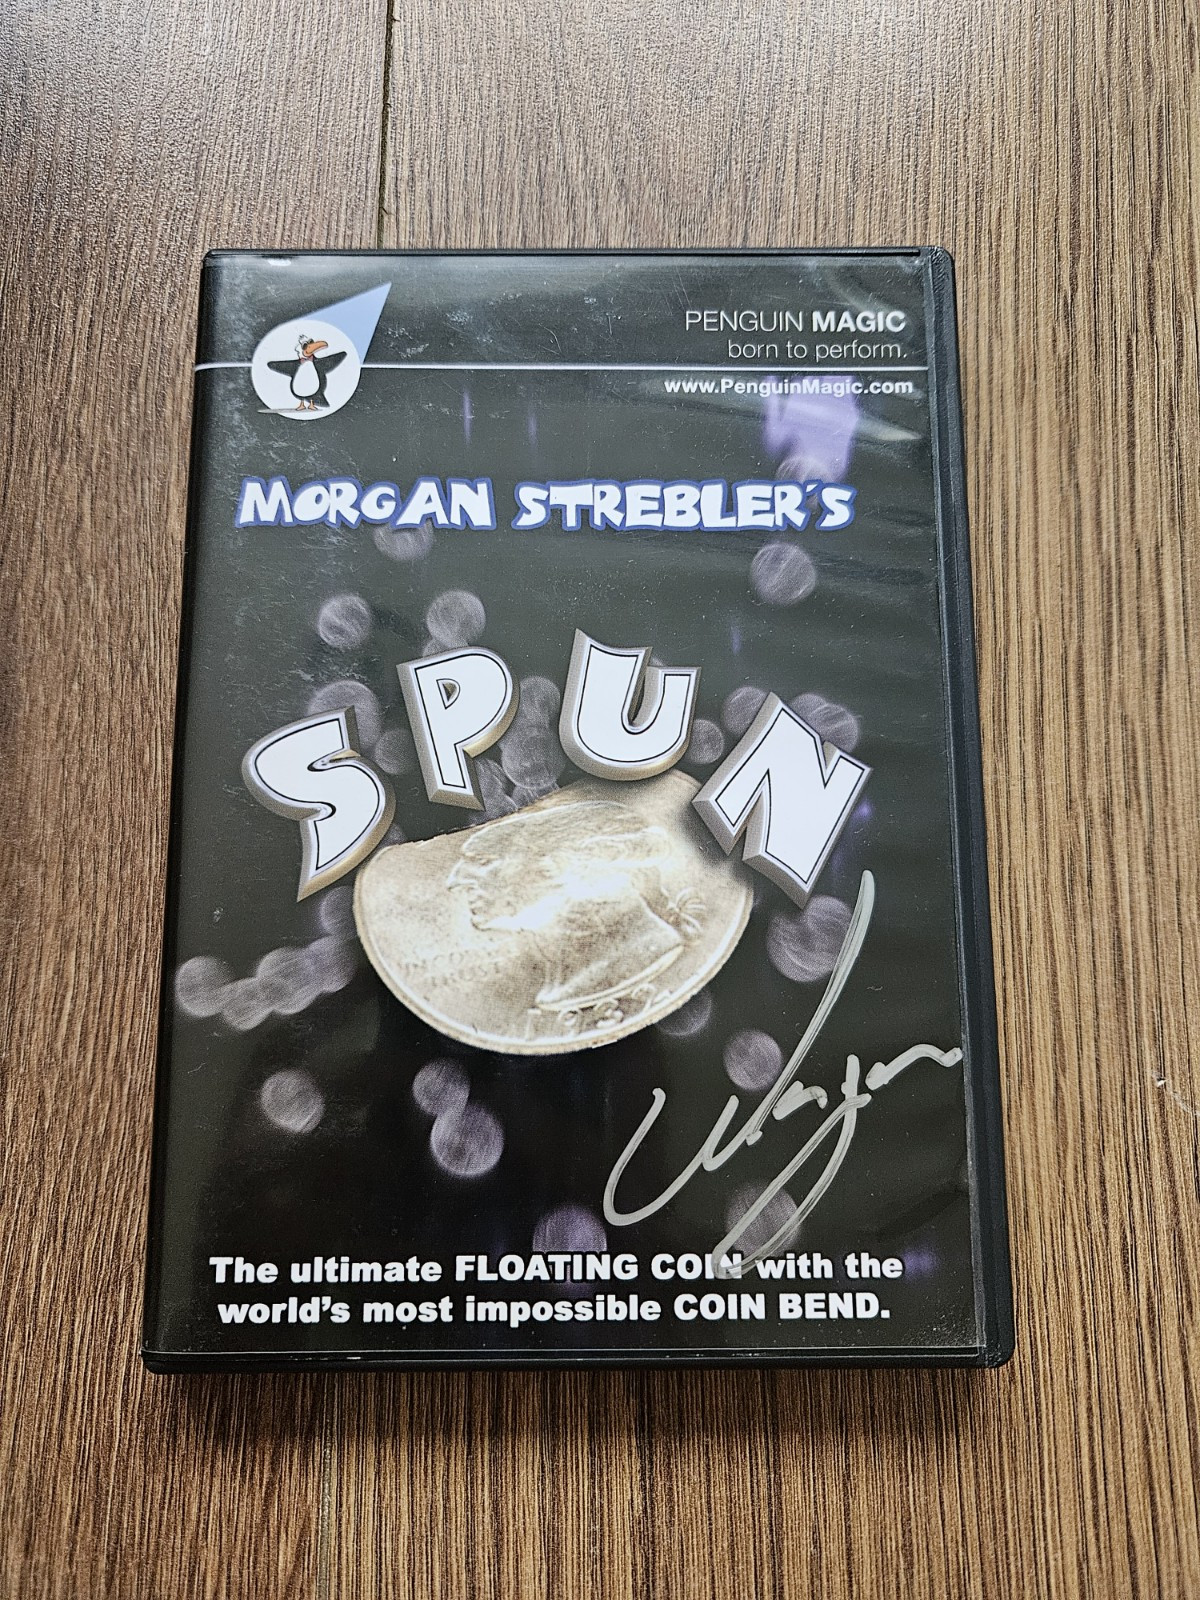 PENGUIN MAGIC
born to perform.
www.PenguinMagic.com
MORGAN STREBLER'S
SPUN
Morgan
The ultimate FLOATING COIN with the
world's most impossible COIN BEND.